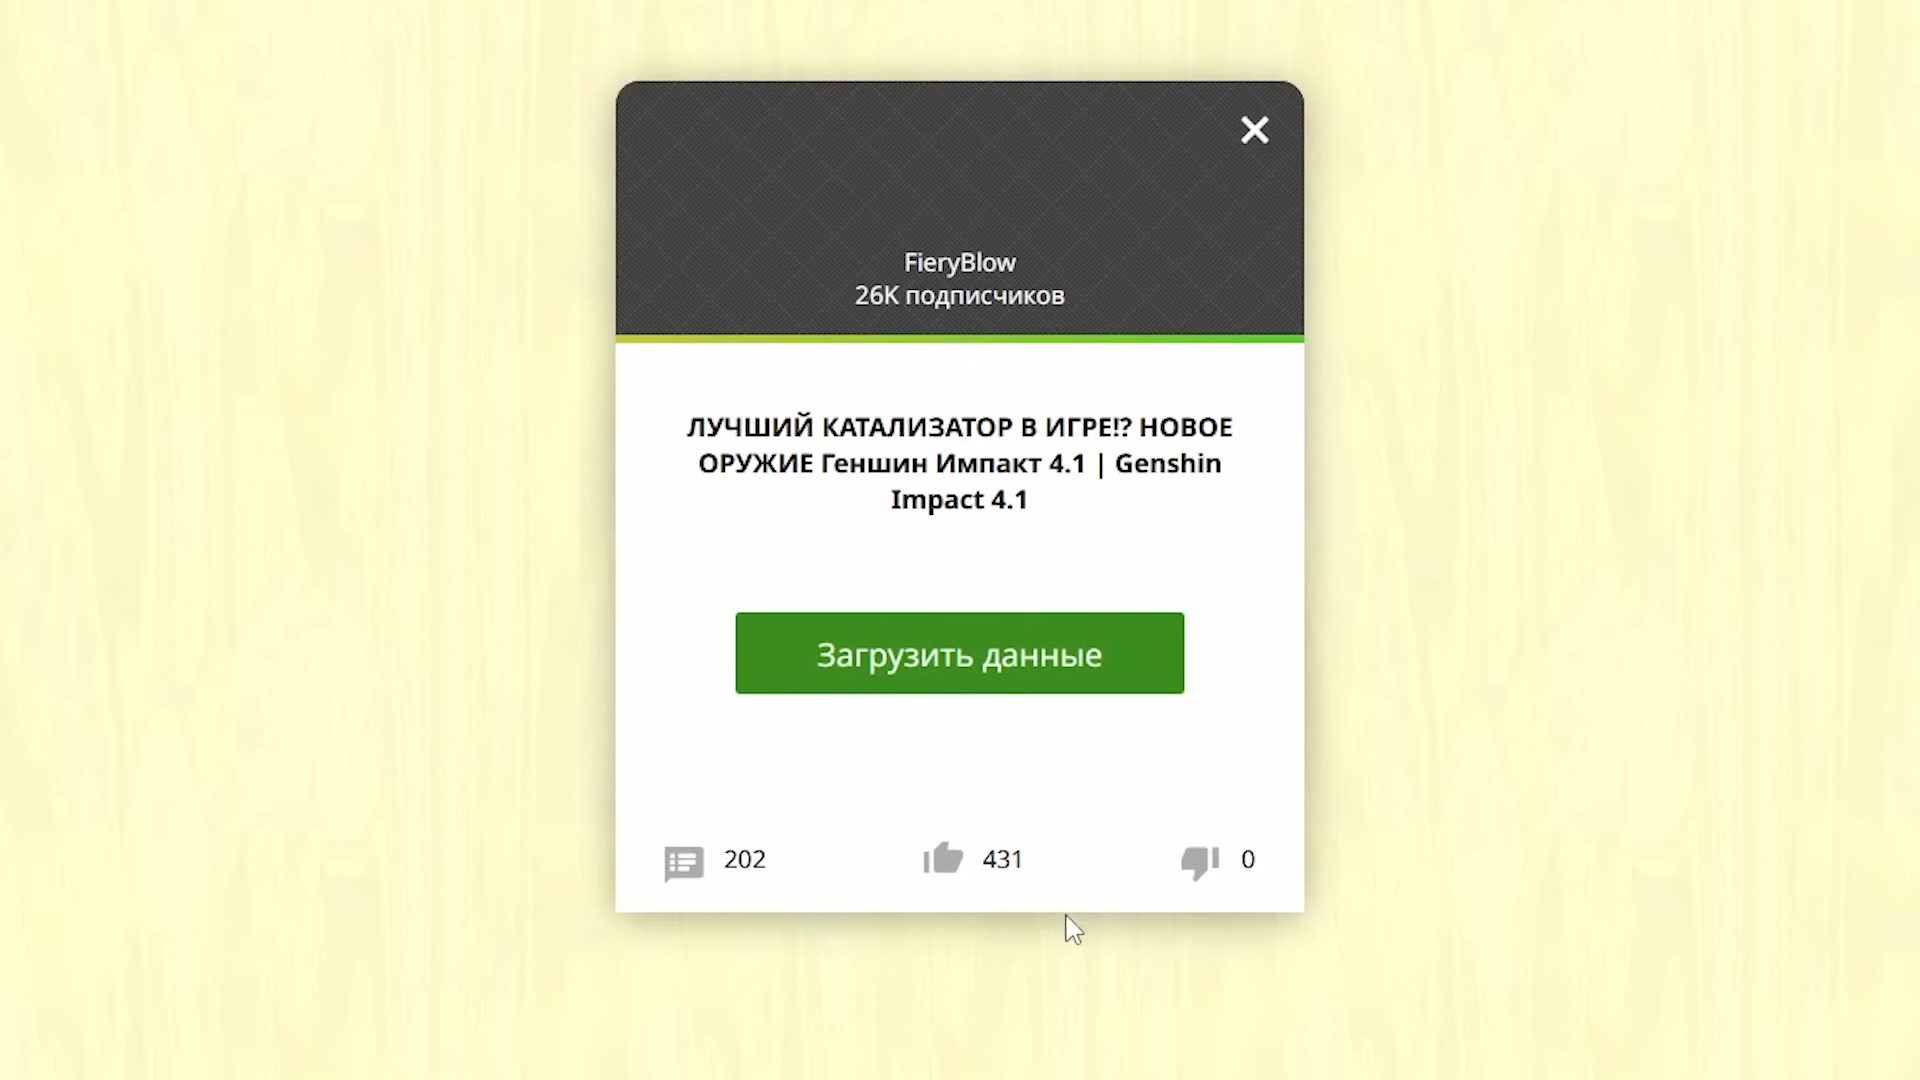 FieryBlow
26K подписчиков
ЛУЧШИЙ КАТАЛИЗАТОР В ИГРЕ!? НОВОЕ
ОРУЖИЕ Геншин Импакт 4.1 | Genshin
Impact 4.1
Загрузить данные
202
431
0